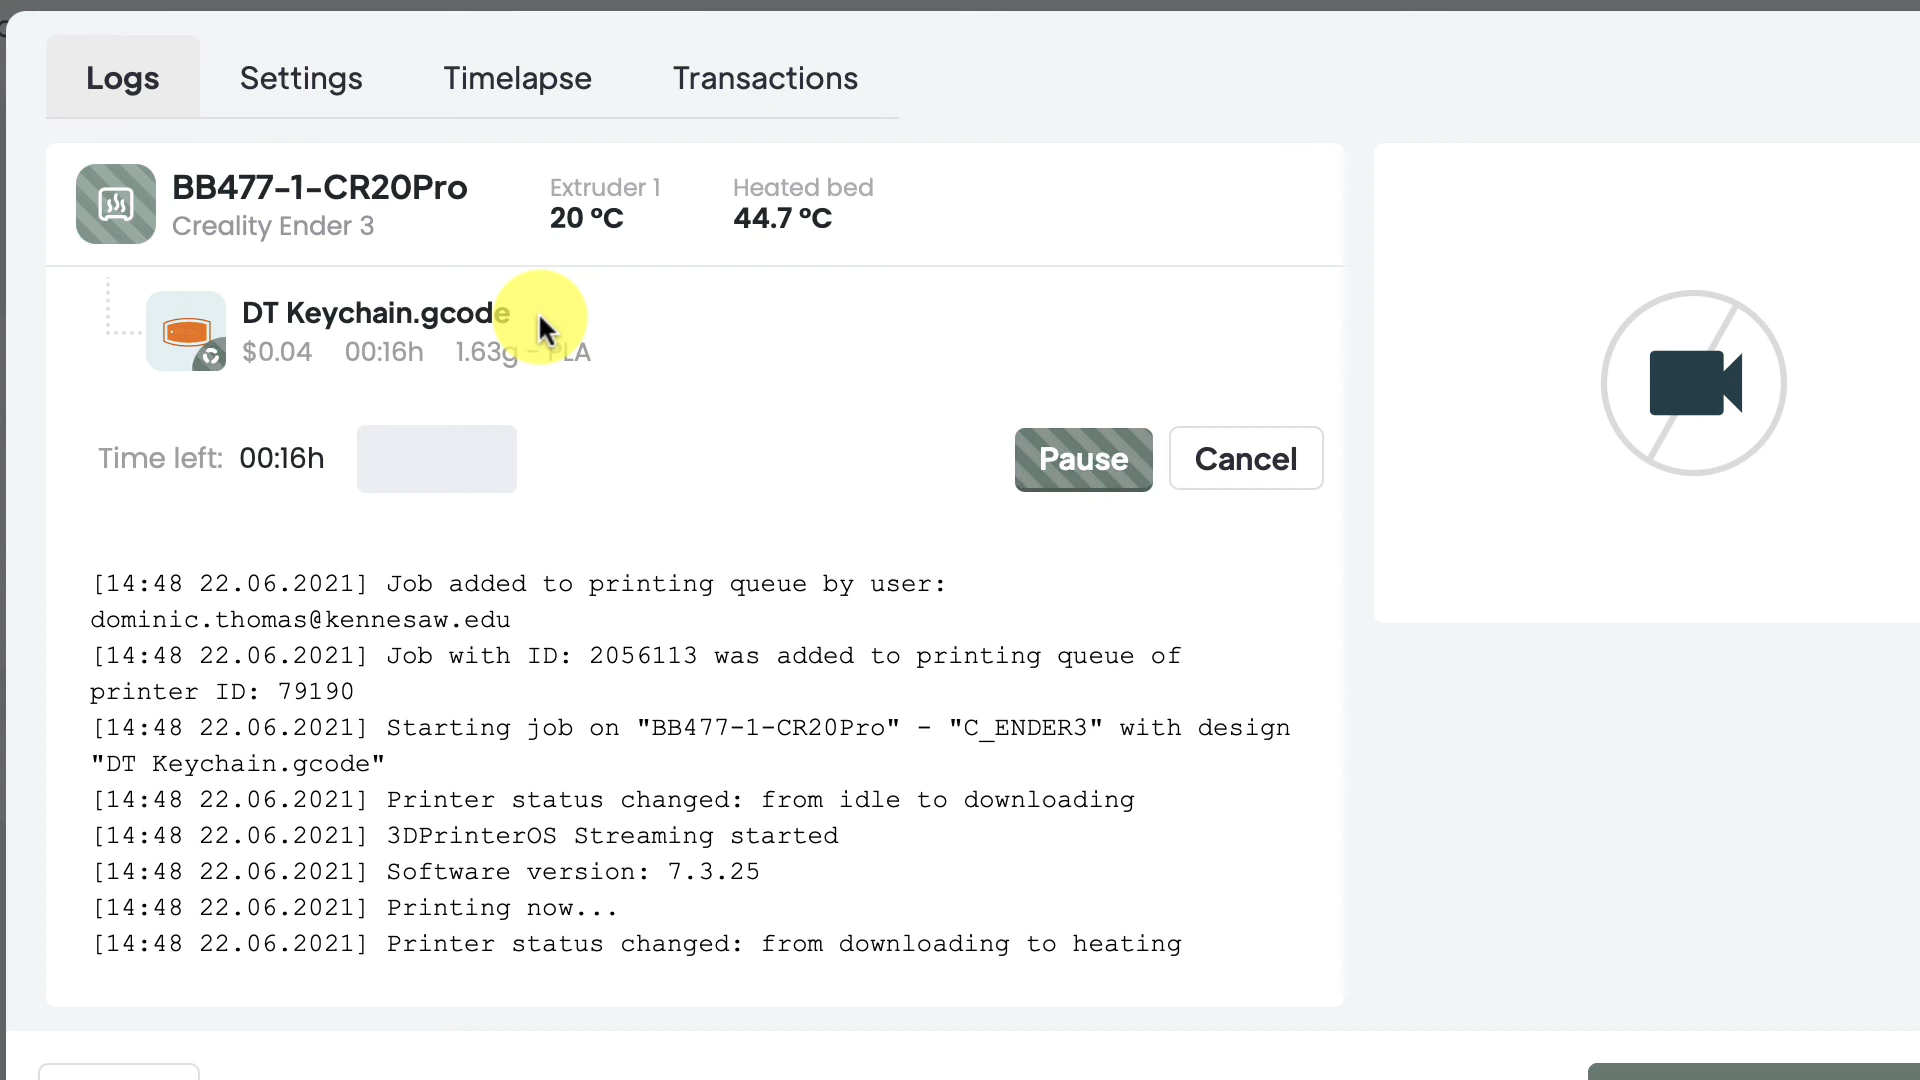 Logs
Settings
Timelapse
Transactions
BB477-1-CR20Pro
Creality Ender 3
Extruder 1
20 °C
Heated bed
44.7 °C
DT Keychain.gcode
$0.04 00:16h 1.63g - PLA
Time left: 00:16h
Pause
Cancel
[14:48 22.06.2021] Job added to printing queue by user:
dominic.thomas@kennesaw.edu
[14:48 22.06.2021] Job with ID: 2056113 was added to printing queue of
printer ID: 79190
[14:48 22.06.2021] Starting job on "BB477-1-CR20Pro" - "C_ENDER3" with design
"DT Keychain.gcode"
[14:48 22.06.2021] Printer status changed: from idle to downloading
[14:48 22.06.2021] 3DPrinterOS Streaming started
[14:48 22.06.2021] Software version: 7.3.25
[14:48 22.06.2021] Printing now...
[14:48 22.06.2021] Printer status changed: from downloading to heating